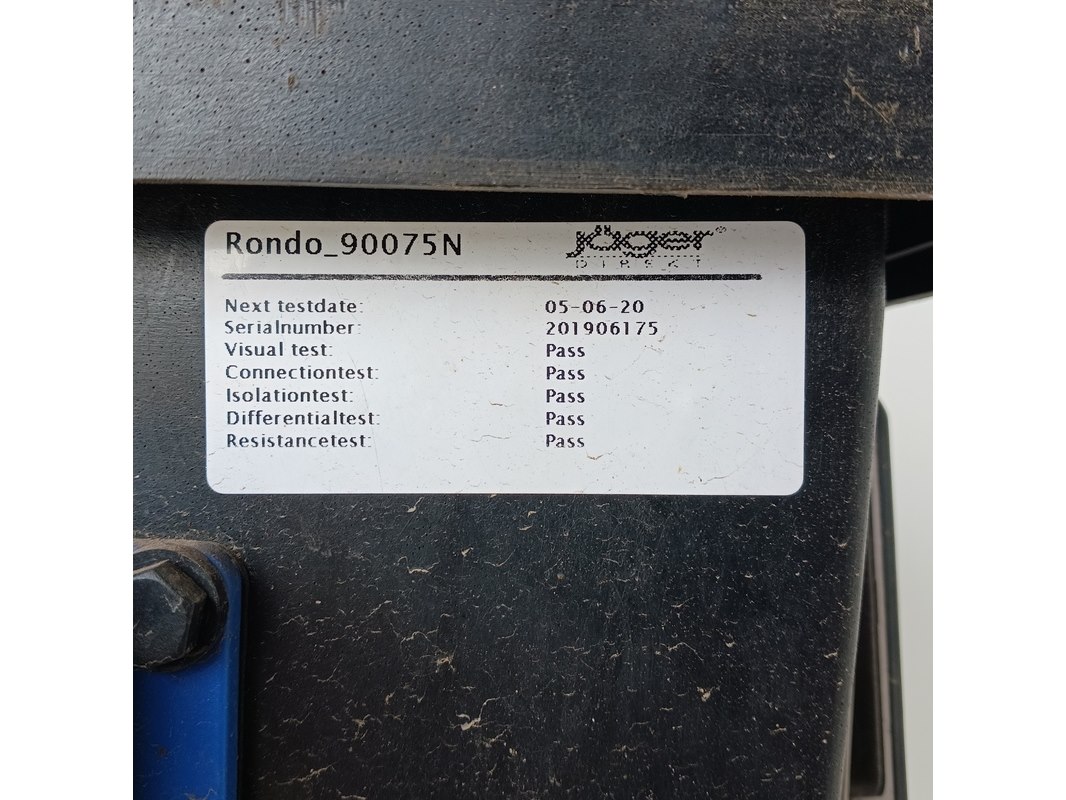 Rondo_90075N
jäger®
DIREKT
Next testdate: 05-06-20
Serialnumber: 201906175
Visual test: Pass
Connectiontest: Pass
Isolationtest: Pass
Differentialtest: Pass
Resistancetest: Pass